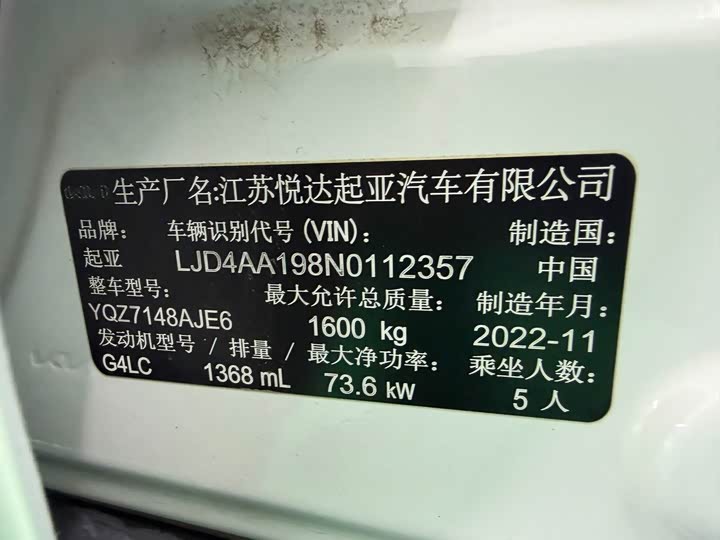 生产厂名:江苏悦达起亚汽车有限公司
品牌: 车辆识别代号(VIN): 制造国:
起亚 LJD4AA198N0112357 中国
整车型号: 最大允许总质量: 制造年月:
YQZ7148AJE6 1600 kg 2022-11
发动机型号 / 排量 / 最大净功率: 乘坐人数:
G4LC 1368 mL 73.6 kW 5 人